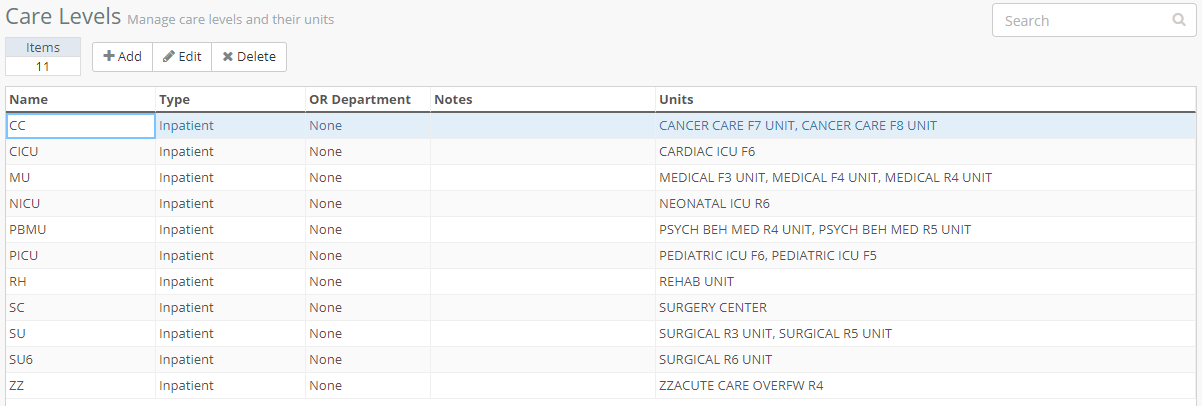 Care Levels Manage care levels and their units
Search
Items
11
Add Edit Delete
Name Type OR Department Notes Units
CC Inpatient None CANCER CARE F7 UNIT, CANCER CARE F8 UNIT
CICU Inpatient None CARDIAC ICU F6
MU Inpatient None MEDICAL F3 UNIT, MEDICAL F4 UNIT, MEDICAL R4 UNIT
NICU Inpatient None NEONATAL ICU R6
PBMU Inpatient None PSYCH BEH MED R4 UNIT, PSYCH BEH MED R5 UNIT
PICU Inpatient None PEDIATRIC ICU F6, PEDIATRIC ICU F5
RH Inpatient None REHAB UNIT
SC Inpatient None SURGERY CENTER
SU Inpatient None SURGICAL R3 UNIT, SURGICAL R5 UNIT
SU6 Inpatient None SURGICAL R6 UNIT
ZZ Inpatient None ZZACUTE CARE OVERFW R4